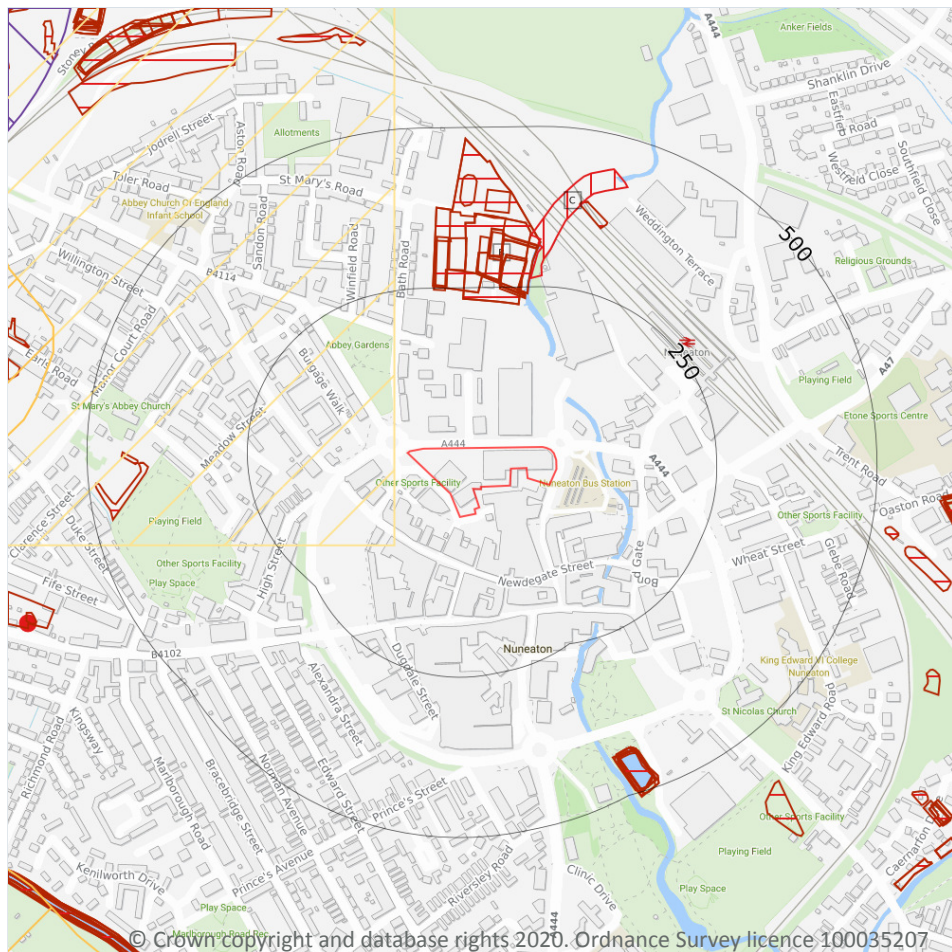 A444
Anker Fields
Stoney
Shanklin Drive
Jodrell Street
Aston Road
Allotments
Eastfield Road
Southfield Close
Westfield Close
Toler Road
St Mary's Road
Abbey Church Of England
Infant School
Sandon Road
C
Weddington Terrace
500
Winfield Road
Bath Road
Willington Street
B4114
Religious Grounds
Manor Court Road
Earls Road
Abbey Gardens
Nuneaton
250
A47
Burgage Walk
Playing Field
St Mary's Abbey Church
Meadow Street
Etone Sports Centre
A444
Trent Road
A444
Other Sports Facility
Nuneaton Bus Station
Clarence Street
Duke Street
Playing Field
Oaston Road
Other Sports Facility
Other Sports Facility
Play Space
High Street
Wheat Street
Glebe Road
Newdegate Street
Bond Gate
Fife Street
B4102
Nuneaton
Dugdale Street
King Edward VI College
Nuneaton
Alexandra Street
St Nicolas Church
Richmond Road
Kingsway
King Edward Road
Marlborough Road
Bracebridge Street
Norman Avenue
Edward Street
Prince's Street
Other Sports Facility
Playing Field
Prince's Avenue
Riversley Road
Clinic Drive
Kenilworth Drive
Play Space
Play Space
A444
Marlborough Road Rec
© Crown copyright and database rights 2020. Ordnance Survey licence 100035207.